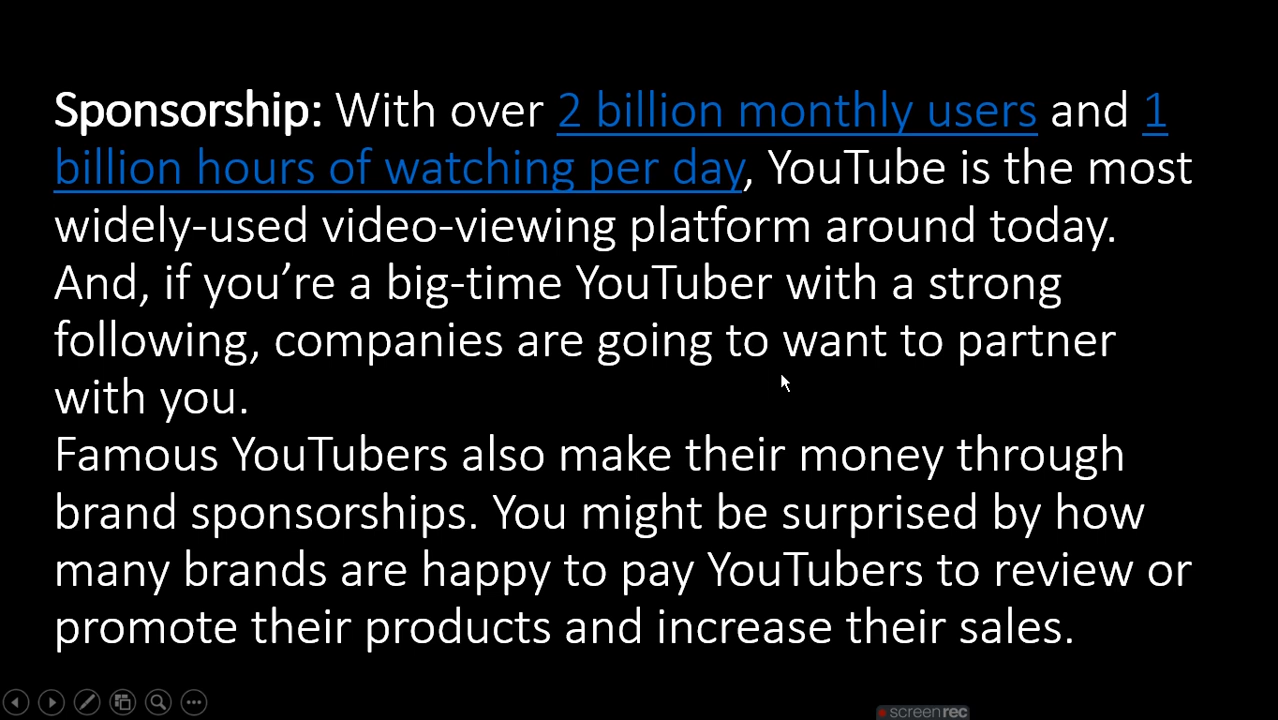 Sponsorship: With over 2 billion monthly users and 1
billion hours of watching per day, YouTube is the most
widely-used video-viewing platform around today.
And, if you’re a big-time YouTuber with a strong
following, companies are going to want to partner
with you.
Famous YouTubers also make their money through
brand sponsorships. You might be surprised by how
many brands are happy to pay YouTubers to review or
promote their products and increase their sales.
screenrec